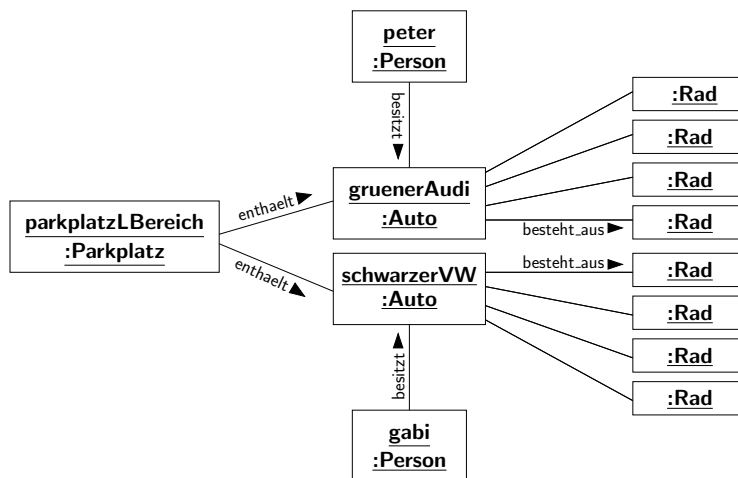 peter
:Person
besitzt
:Rad
:Rad
:Rad
:Rad
gruenerAudi
:Auto
enthaelt
besteht_aus
parkplatzLBereich
:Parkplatz
enthaelt
schwarzerVW
:Auto
besteht_aus
:Rad
:Rad
:Rad
:Rad
besitzt
gabi
:Person